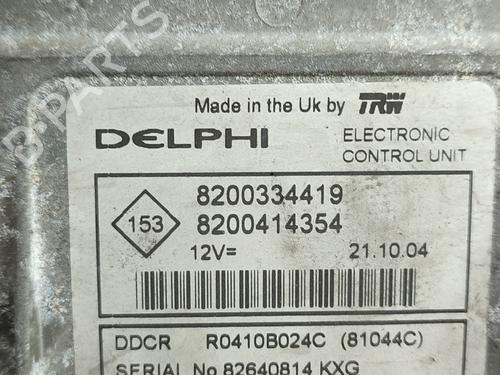 B-PARTS
Made in the Uk by TRW
DELPHI
ELECTRONIC
CONTROL UNIT
153
8200334419
8200414354
12V=
21.10.04
DDCR R0410B024C (81044C)
SERIAL No 82640814 KXG